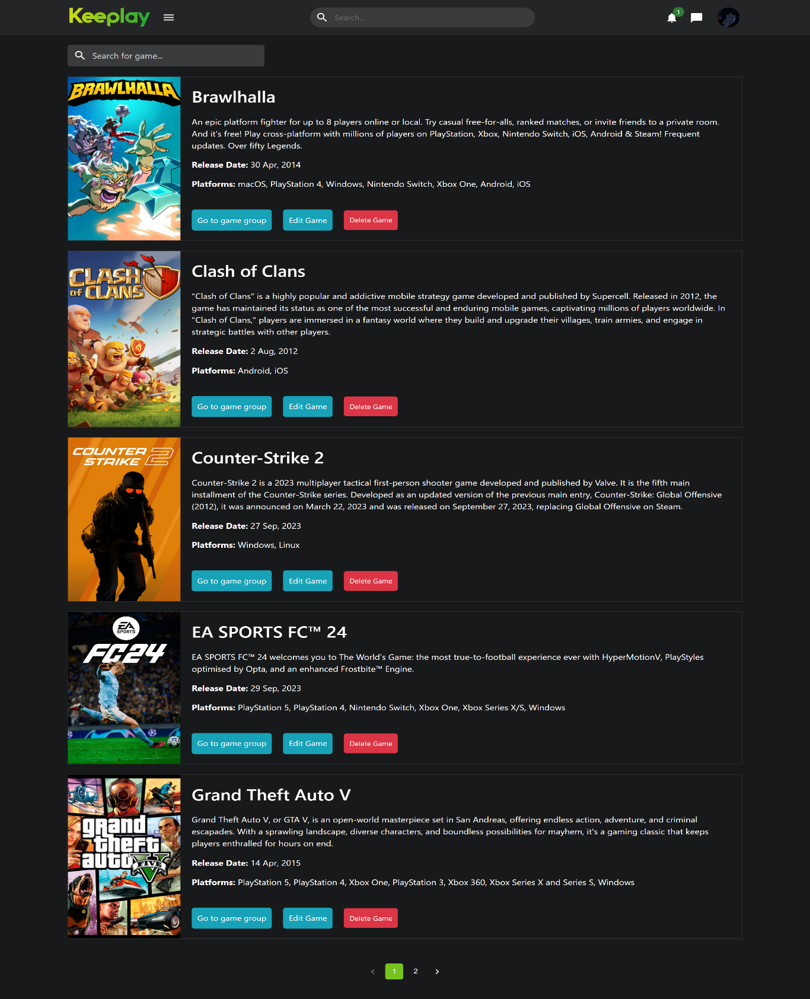 Keeplay
Search...
1
Search for game...
BRAWLHALLA
Brawlhalla
An epic platform fighter for up to 8 players online or local. Try casual free-for-alls, ranked matches, or invite friends to a private room.
And it's free! Play cross-platform with millions of players on PlayStation, Xbox, Nintendo Switch, iOS, Android & Steam! Frequent
updates. Over fifty Legends.
Release Date: 30 Apr, 2014
Platforms: macOS, PlayStation 4, Windows, Nintendo Switch, Xbox One, Android, iOS
Go to game group
Edit Game
Delete Game
CLASH
OF CLANS
Clash of Clans
"Clash of Clans" is a highly popular and addictive mobile strategy game developed and published by Supercell. Released in 2012, the
game has maintained its status as one of the most successful and enduring mobile games, captivating millions of players worldwide. In
"Clash of Clans," players are immersed in a fantasy world where they build and upgrade their villages, train armies, and engage in
strategic battles with other players.
Release Date: 2 Aug, 2012
Platforms: Android, iOS
Go to game group
Edit Game
Delete Game
COUNTER
STRIKE 2
Counter-Strike 2
Counter-Strike 2 is a 2023 multiplayer tactical first-person shooter game developed and published by Valve. It is the fifth main
installment of the Counter-Strike series. Developed as an updated version of the previous main entry, Counter-Strike: Global Offensive
(2012), it was announced on March 22, 2023 and was released on September 27, 2023, replacing Global Offensive on Steam.
Release Date: 27 Sep, 2023
Platforms: Windows, Linux
Go to game group
Edit Game
Delete Game
EA
SPORTS
FC24
EA SPORTS FC™ 24
EA SPORTS FC™ 24 welcomes you to The World's Game: the most true-to-football experience ever with HyperMotionV, PlayStyles
optimised by Opta, and an enhanced Frostbite™ Engine.
Release Date: 29 Sep, 2023
Platforms: PlayStation 5, PlayStation 4, Nintendo Switch, Xbox One, Xbox Series X/S, Windows
Go to game group
Edit Game
Delete Game
grand
theft
auto V
FIVE
Grand Theft Auto V
Grand Theft Auto V, or GTA V, is an open-world masterpiece set in San Andreas, offering endless action, adventure, and criminal
escapades. With a sprawling landscape, diverse characters, and boundless possibilities for mayhem, it's a gaming classic that keeps
players enthralled for hours on end.
Release Date: 14 Apr, 2015
Platforms: PlayStation 5, PlayStation 4, Xbox One, PlayStation 3, Xbox 360, Xbox Series X and Series S, Windows
Go to game group
Edit Game
Delete Game
1
2